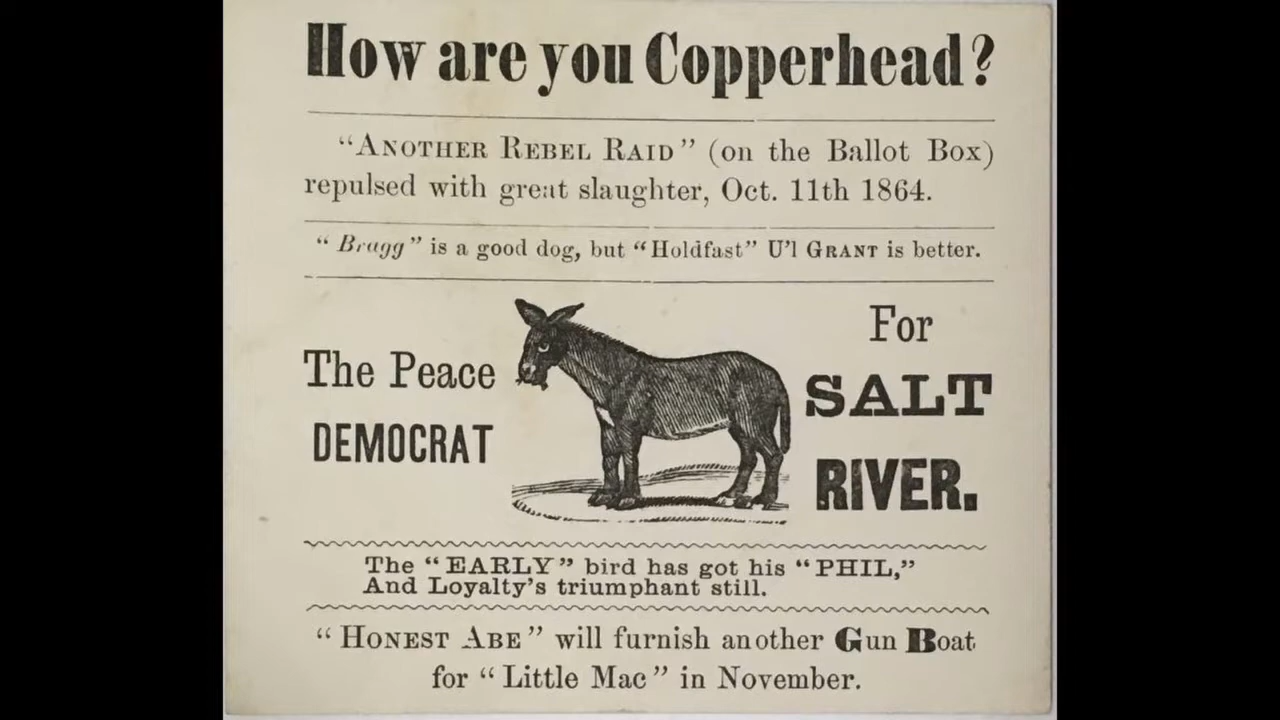 How are you Copperhead?
“ANOTHER REBEL RAID” (on the Ballot Box)
repulsed with great slaughter, Oct. 11th 1864.
“Bragg” is a good dog, but “Holdfast” U'l GRANT is better.
The Peace
DEMOCRAT
For
SALT
RIVER.
The “EARLY” bird has got his “PHIL,”
And Loyalty's triumphant still.
“HONEST ABE” will furnish another Gun Boat
for “Little Mac” in November.